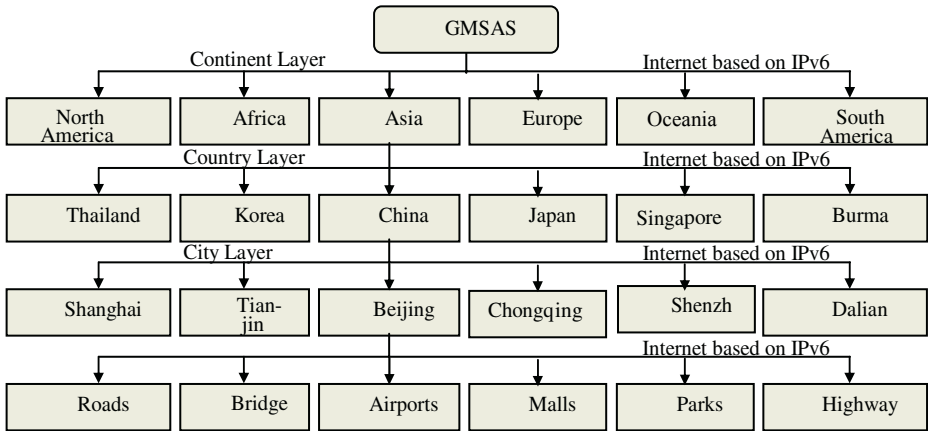 GMSAS
Continent Layer Internet based on IPv6
North
America
Africa
Asia
Europe
Oceania
South
America
Country Layer Internet based on IPv6
Thailand
Korea
China
Japan
Singapore
Burma
City Layer Internet based on IPv6
Shanghai
Tian-
jin
Beijing
Chongqing
Shenzh
Dalian
Internet based on IPv6
Roads
Bridge
Airports
Malls
Parks
Highway